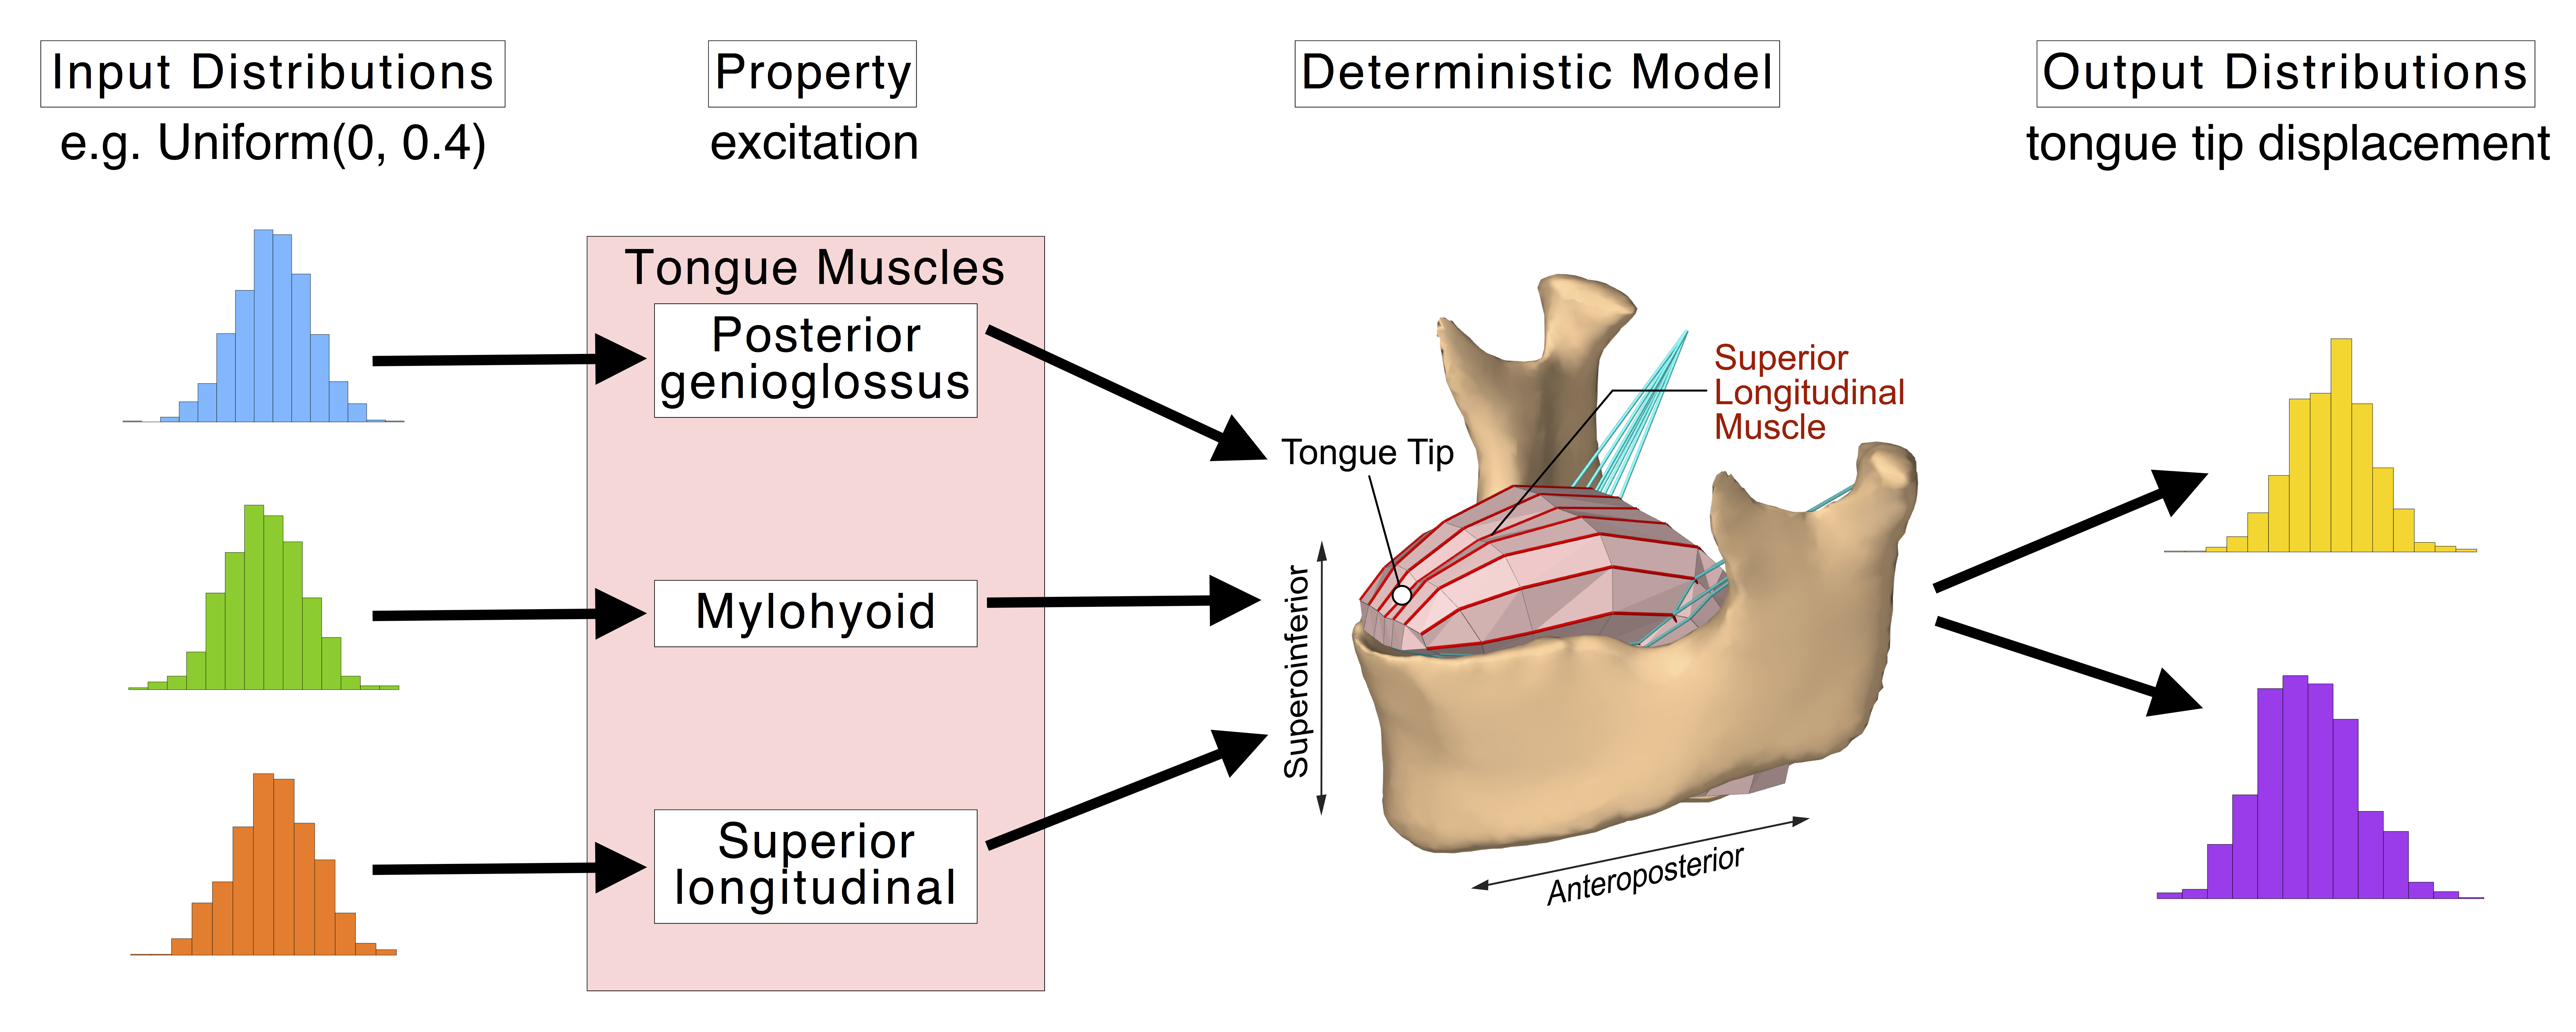 Input Distributions
e.g. Uniform(0, 0.4)
Property
excitation
Deterministic Model
Output Distributions
tongue tip displacement
Tongue Muscles
Posterior
genioglossus
Mylohyoid
Superior
longitudinal
Superior
Longitudinal
Muscle
Tongue Tip
Superoinferior
Anteroposterior